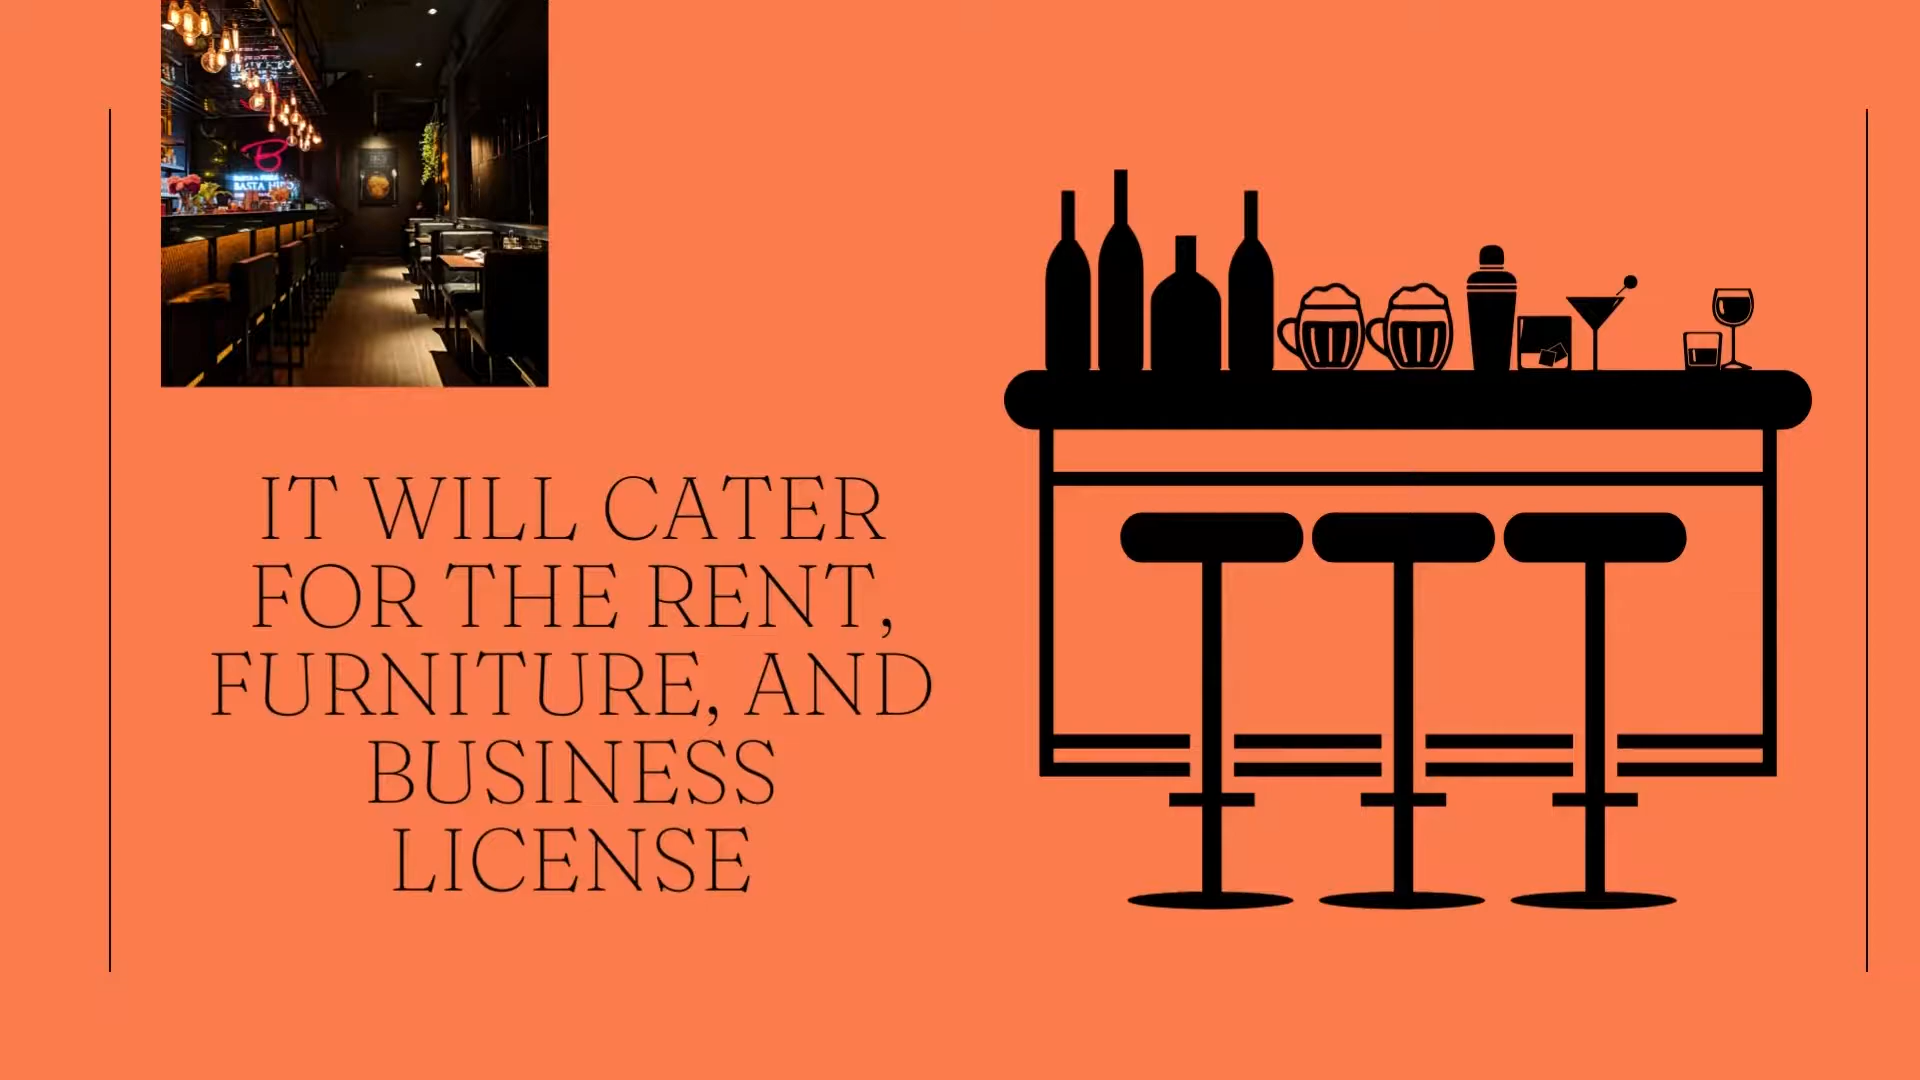 B
IT WILL CATER
FOR THE RENT,
FURNITURE, AND
BUSINESS
LICENSE